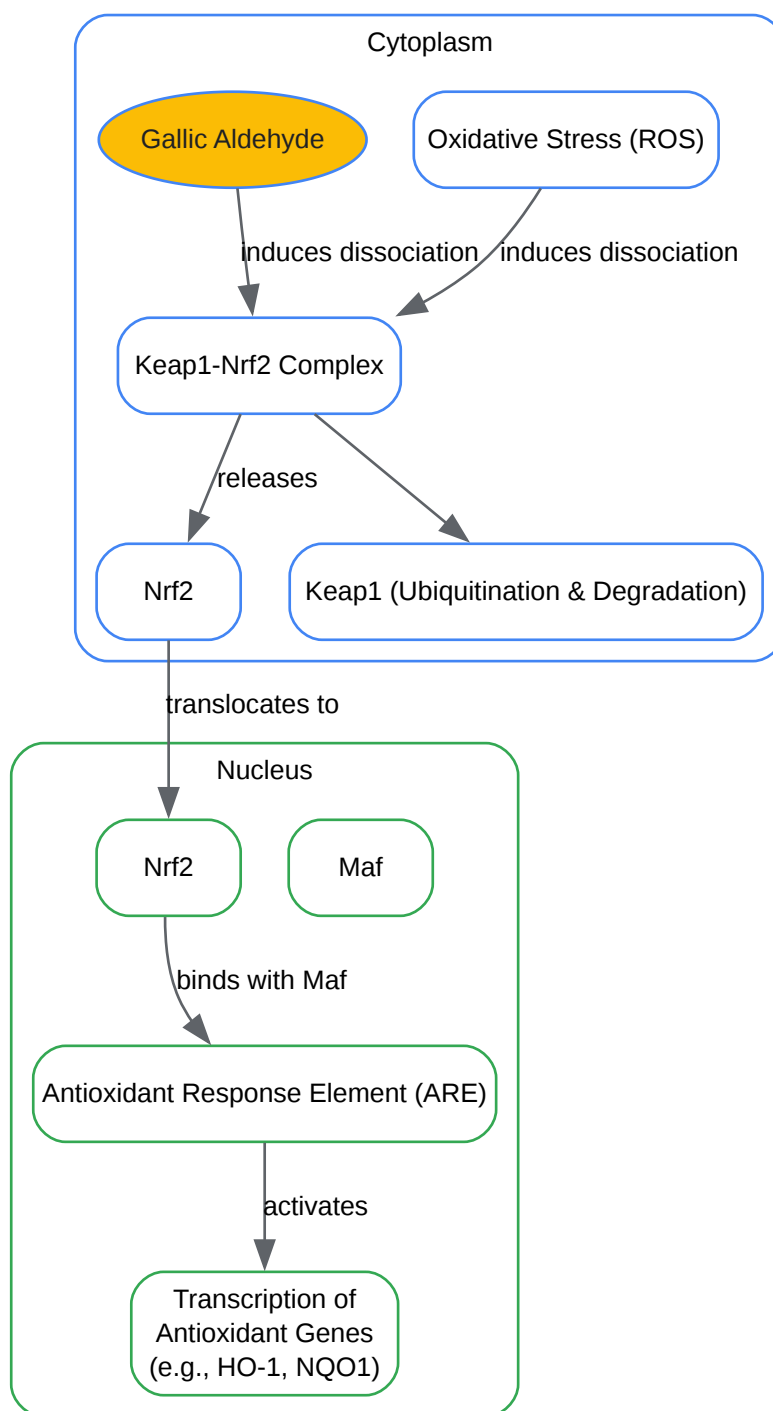 Cytoplasm
Gallic Aldehyde
Oxidative Stress (ROS)
induces dissociation
induces dissociation
Keap1-Nrf2 Complex
releases
Nrf2
Keap1 (Ubiquitination & Degradation)
translocates to
Nucleus
Nrf2
Maf
binds with Maf
Antioxidant Response Element (ARE)
activates
Transcription of
Antioxidant Genes
(e.g., HO-1, NQO1)